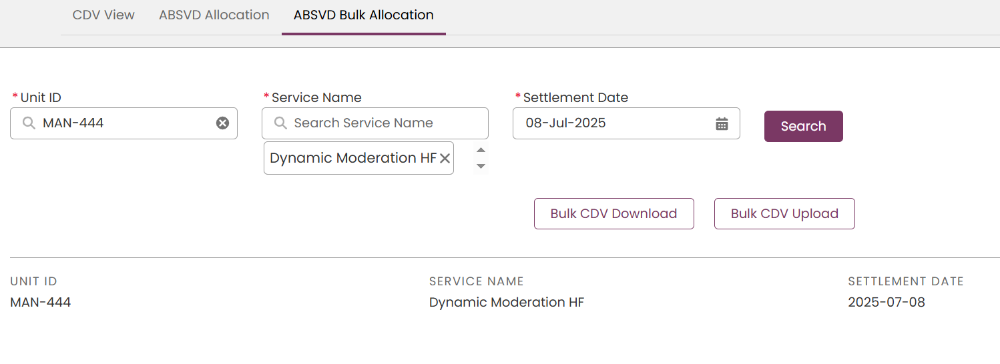 CDV View ABSVD Allocation ABSVD Bulk Allocation
*Unit ID *Service Name *Settlement Date
MAN-444 Search Service Name 08-Jul-2025 Search
Dynamic Moderation HF
Bulk CDV Download Bulk CDV Upload
UNIT ID SERVICE NAME SETTLEMENT DATE
MAN-444 Dynamic Moderation HF 2025-07-08